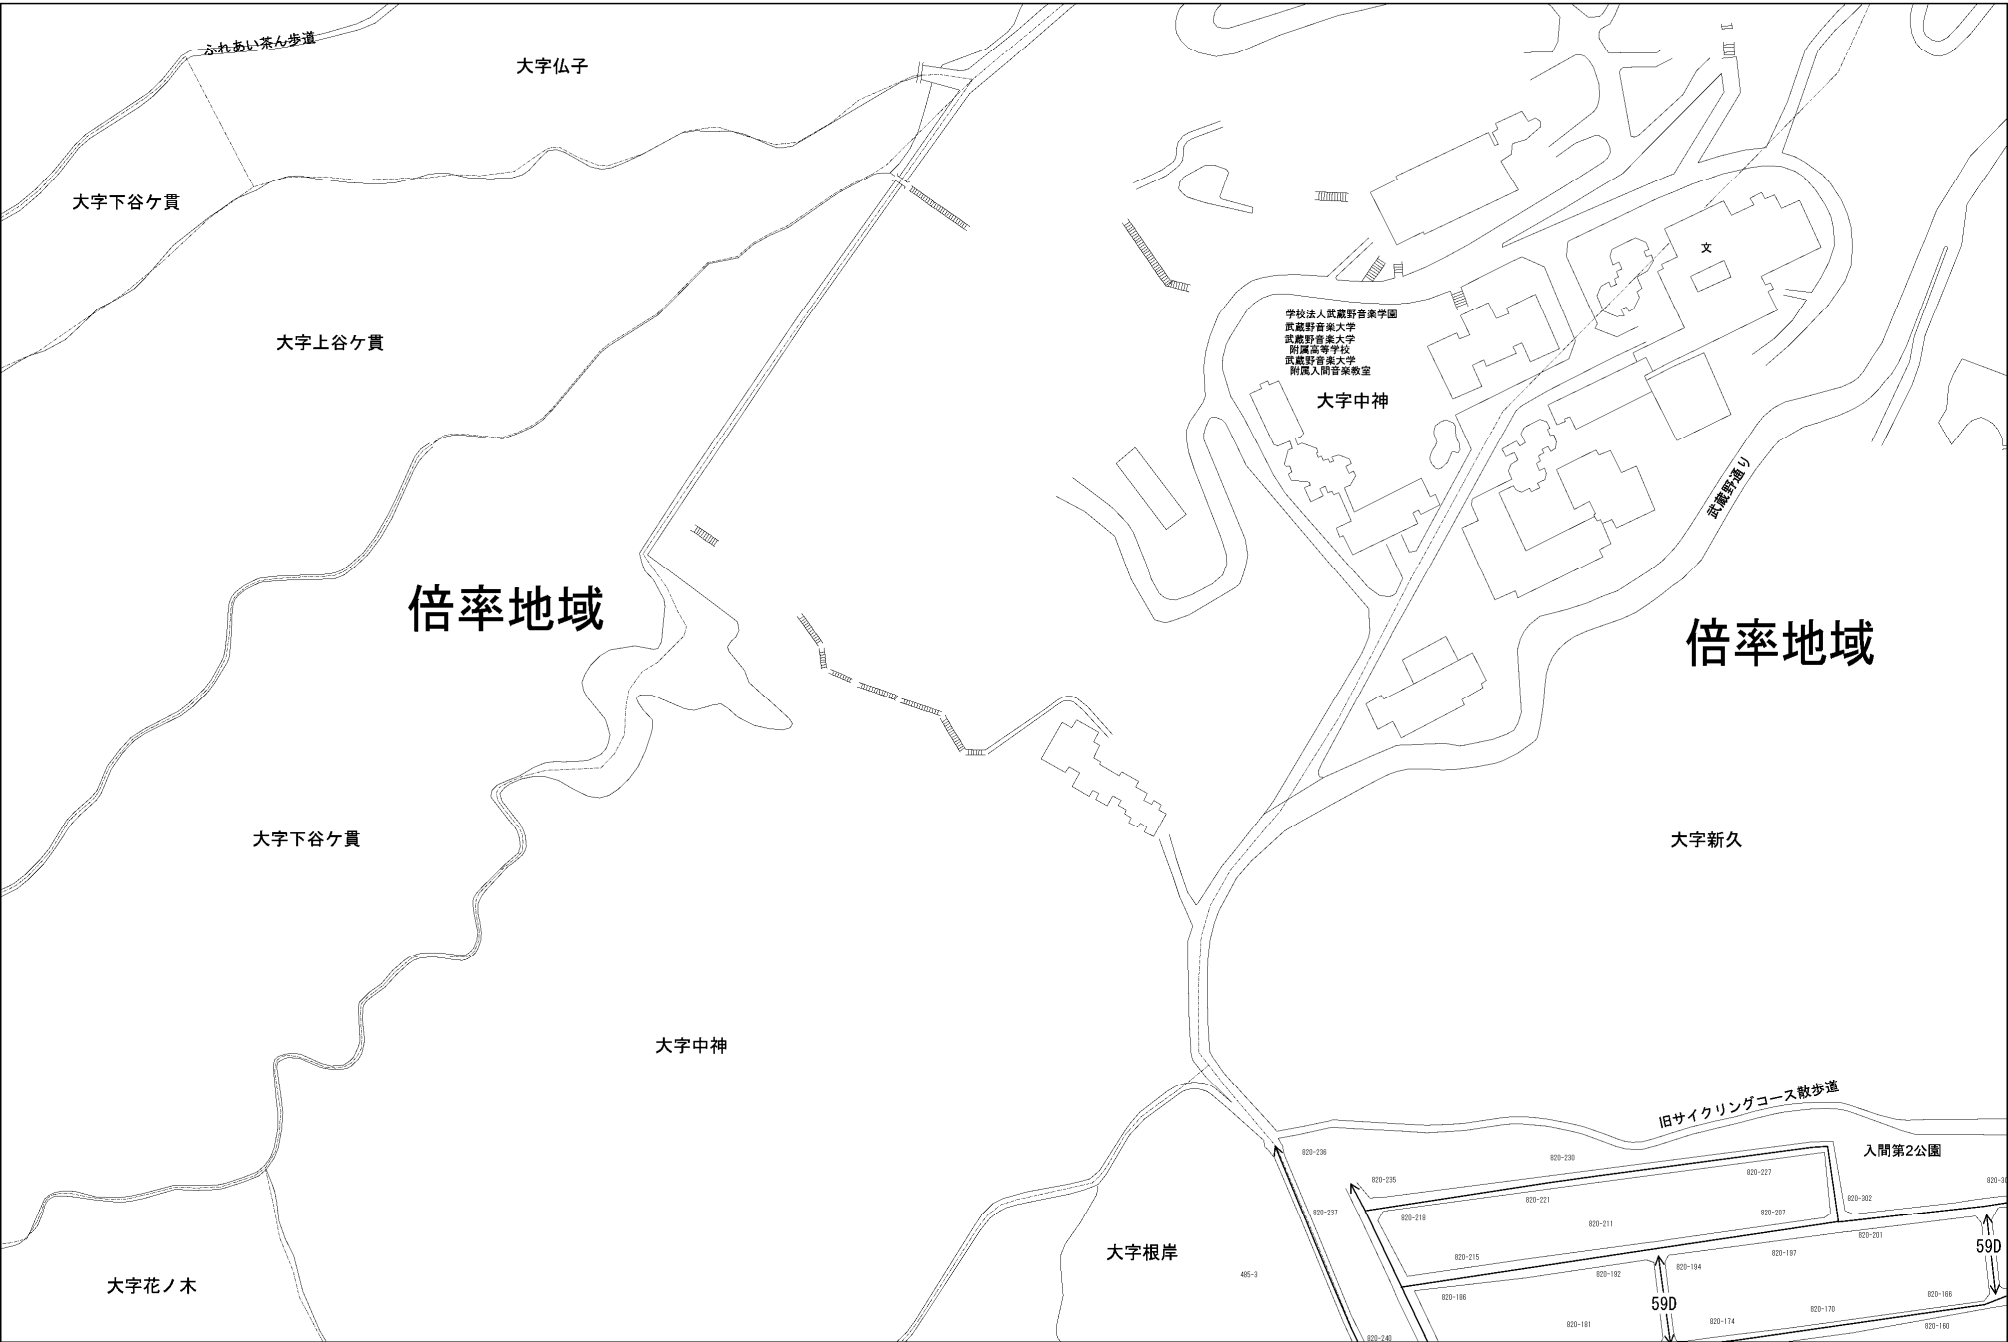 ふれあい茶ん歩道
大字仏子
大字下谷ケ貫
文
大字上谷ケ貫
学校法人武蔵野音楽学園
武蔵野音楽大学
武蔵野音楽大学
附属高等学校
武蔵野音楽大学
附属入間音楽教室
大字中神
武蔵野通り
倍率地域
倍率地域
大字下谷ケ貫
大字新久
大字中神
旧サイクリングコース散歩道
入間第2公園
820-236
820-230
820-227
820-235
820-221
820-302
820-237
820-218
820-211
820-207
820-215
820-201
820-197
大字根岸
59D
485-3
820-192
820-194
大字花ノ木
820-186
59D
820-166
820-170
820-181
820-174
820-160
820-240